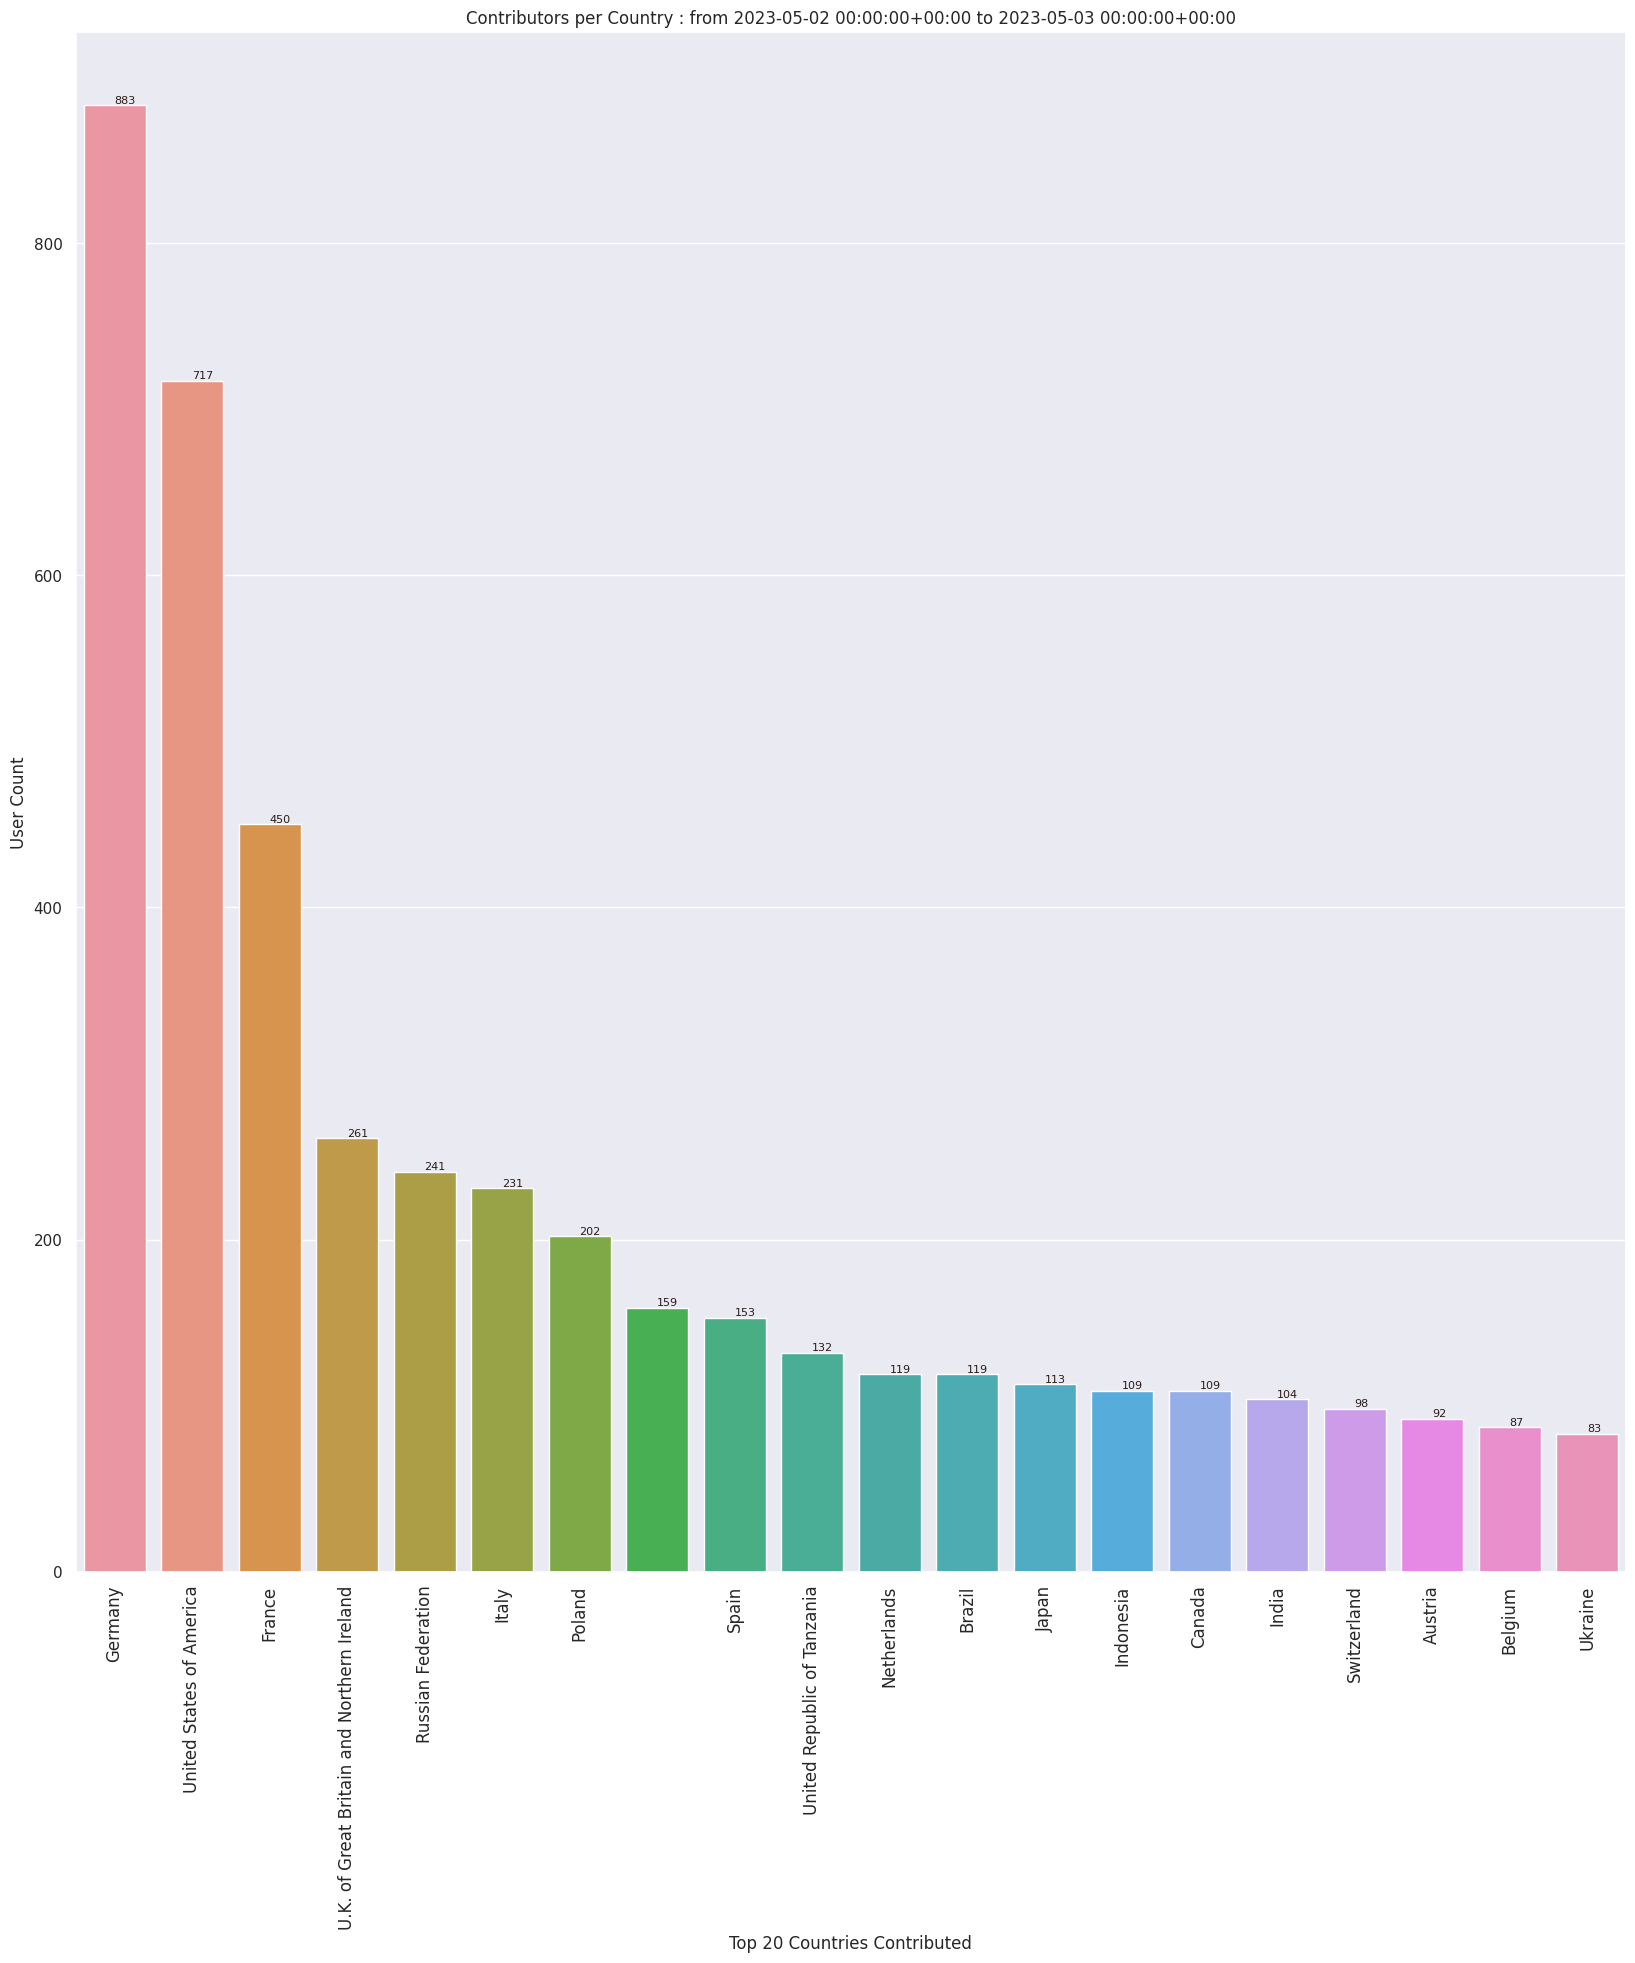 Contributors per Country : from 2023-05-02 00:00:00+00:00 to 2023-05-03 00:00:00+00:00
User Count
800
600
400
200
0
883
717
450
261
241
231
202
159
153
132
119
119
113
109
109
104
98
92
87
83
Germany
United States of America
France
U.K. of Great Britain and Northern Ireland
Russian Federation
Italy
Poland
Spain
United Republic of Tanzania
Netherlands
Brazil
Japan
Indonesia
Canada
India
Switzerland
Austria
Belgium
Ukraine
Top 20 Countries Contributed